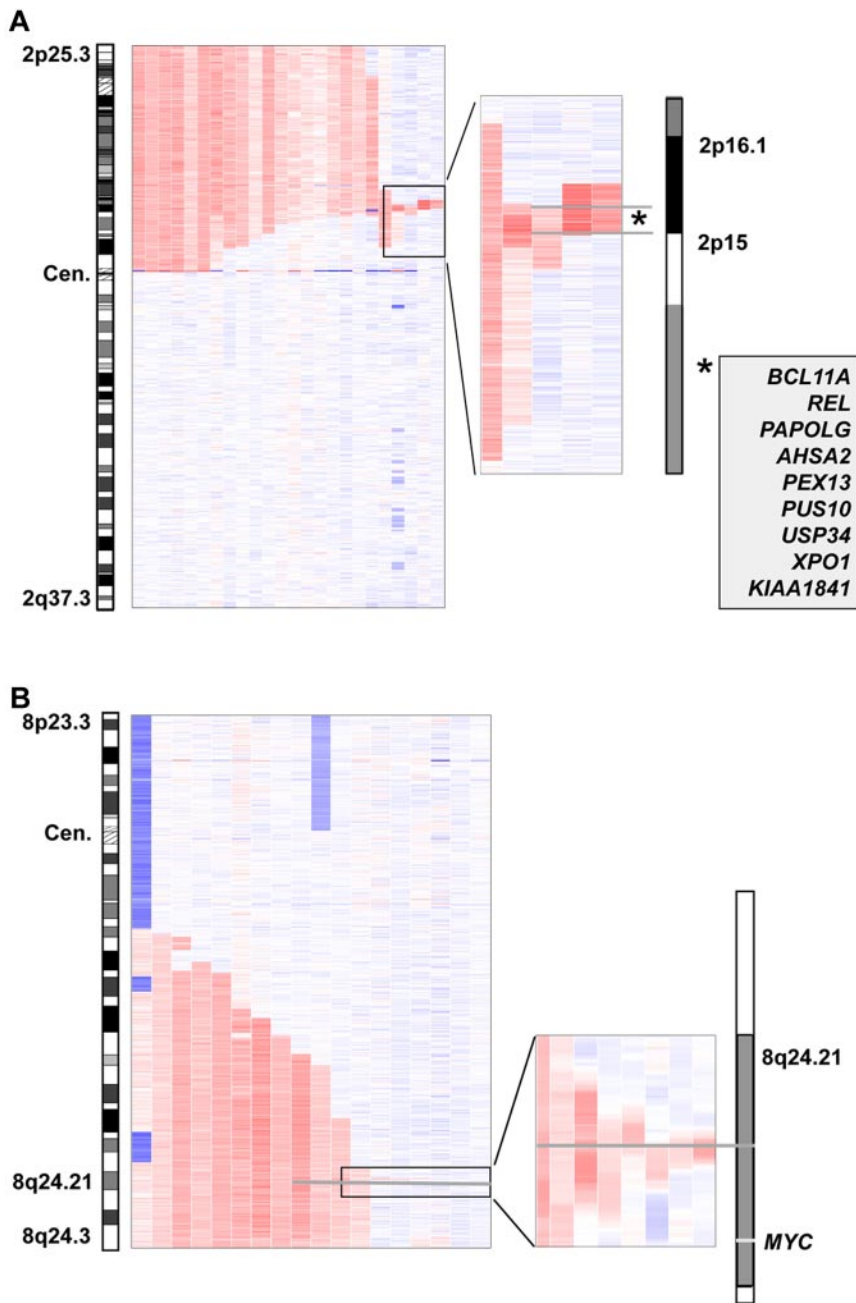 A
2p25.3
Cen.
2q37.3
2p16.1
*
2p15
*
BCL11A
REL
PAPOLG
AHSA2
PEX13
PUS10
USP34
XPO1
KIAA1841
B
8p23.3
Cen.
8q24.21
8q24.3
8q24.21
MYC